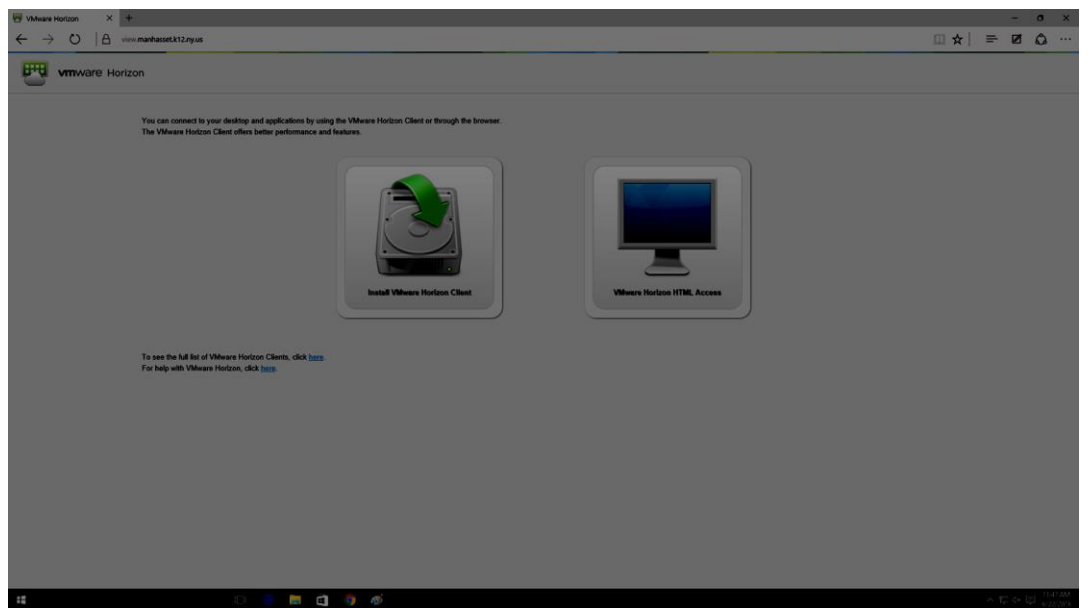 VMware Horizon
view.manhasset.k12.ny.us
vmware Horizon
You can connect to your desktop and applications by using the VMware Horizon Client or through the browser.
The VMware Horizon Client offers better performance and features.
Install VMware Horizon Client
VMware Horizon HTML Access
To see the full list of VMware Horizon Clients, click here.
For help with VMware Horizon, click here.